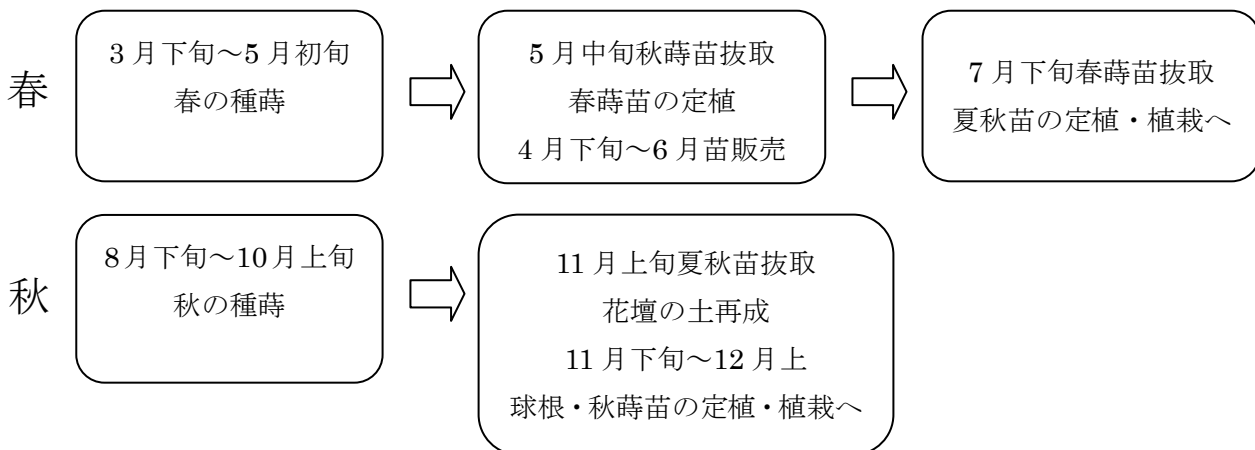 春
3月下旬～5月初旬
春の種蒔
5月中旬秋蒔苗抜取
春蒔苗の定植
4月下旬～6月苗販売
7月下旬春蒔苗抜取
夏秋苗の定植・植栽へ
秋
8月下旬～10月上旬
秋の種蒔
11月上旬夏秋苗抜取
花壇の土再成
11月下旬～12月上
球根・秋蒔苗の定植・植栽へ